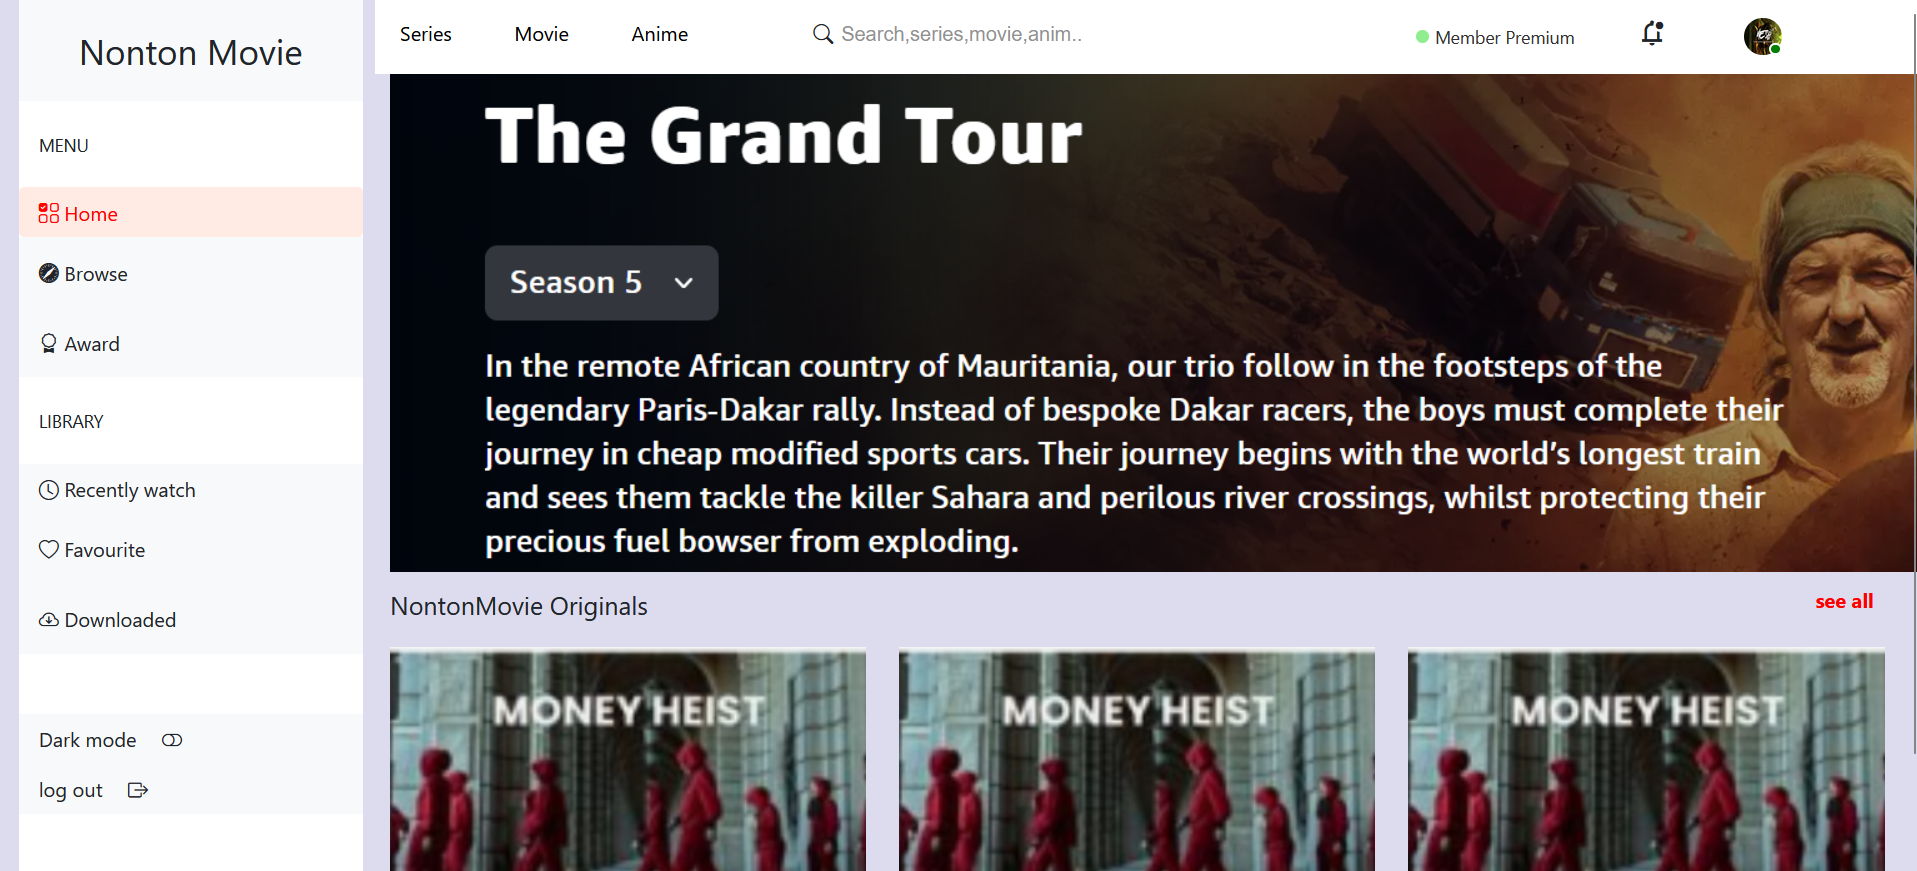 Nonton Movie
MENU
Home
Browse
Award
LIBRARY
Recently watch
Favourite
Downloaded
Dark mode
log out
Series
Movie
Anime
Search,series,movie,anim..
Member Premium
The Grand Tour
Season 5
In the remote African country of Mauritania, our trio follow in the footsteps of the
legendary Paris-Dakar rally. Instead of bespoke Dakar racers, the boys must complete their
journey in cheap modified sports cars. Their journey begins with the world’s longest train
and sees them tackle the killer Sahara and perilous river crossings, whilst protecting their
precious fuel bowser from exploding.
NontonMovie Originals
see all
MONEY HEIST
MONEY HEIST
MONEY HEIST